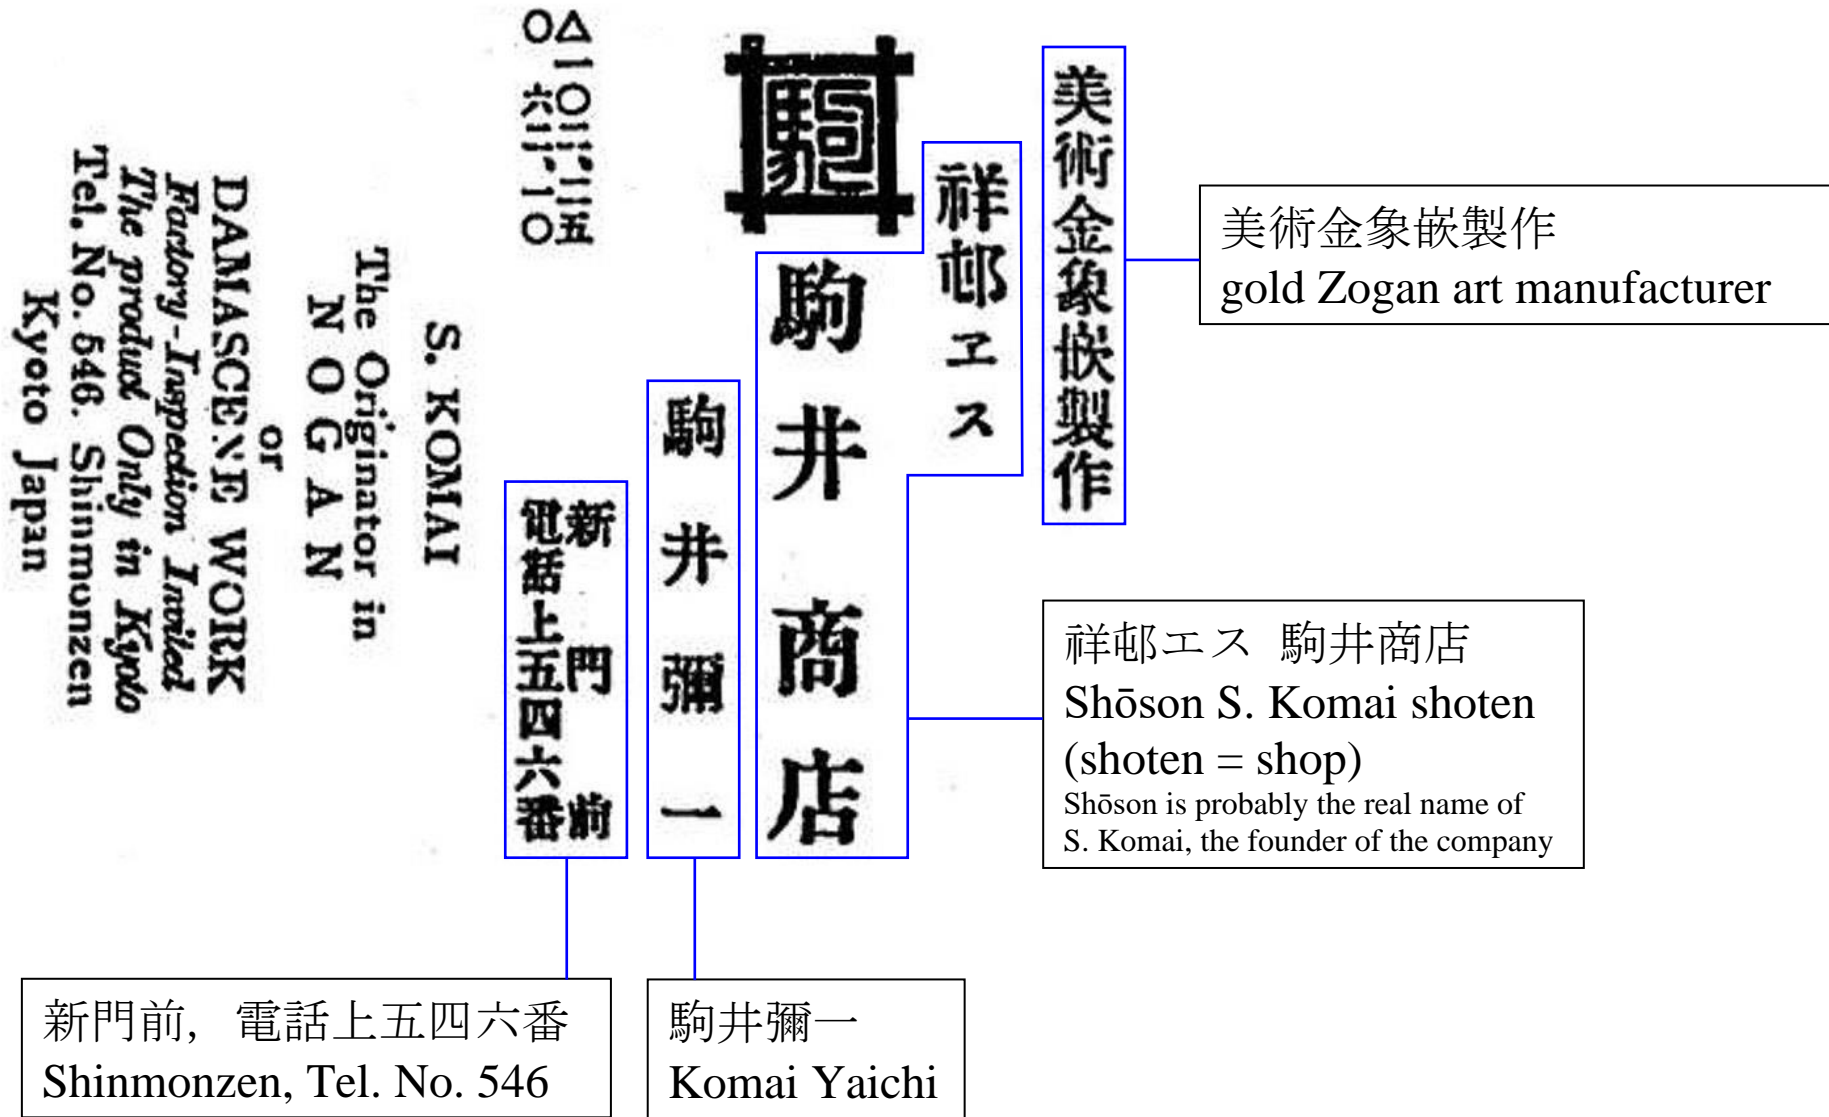 美術金象嵌製作
祥邨ヱス
駒
駒井商店
駒井彌一
新門前
電話上五四六番
S. KOMAI
The Originator in
NOGAN
or
DAMASCENE WORK
Factory-Inspection Invited
The product Only in Kyoto
Tel. No. 546. Shinmonzen
Kyoto Japan
美術金象嵌製作
gold Zogan art manufacturer
祥邨エス 駒井商店
Shōson S. Komai shoten
(shoten = shop)
Shōson is probably the real name of
S. Komai, the founder of the company
新門前, 電話上五四六番
Shinmonzen, Tel. No. 546
駒井彌一
Komai Yaichi